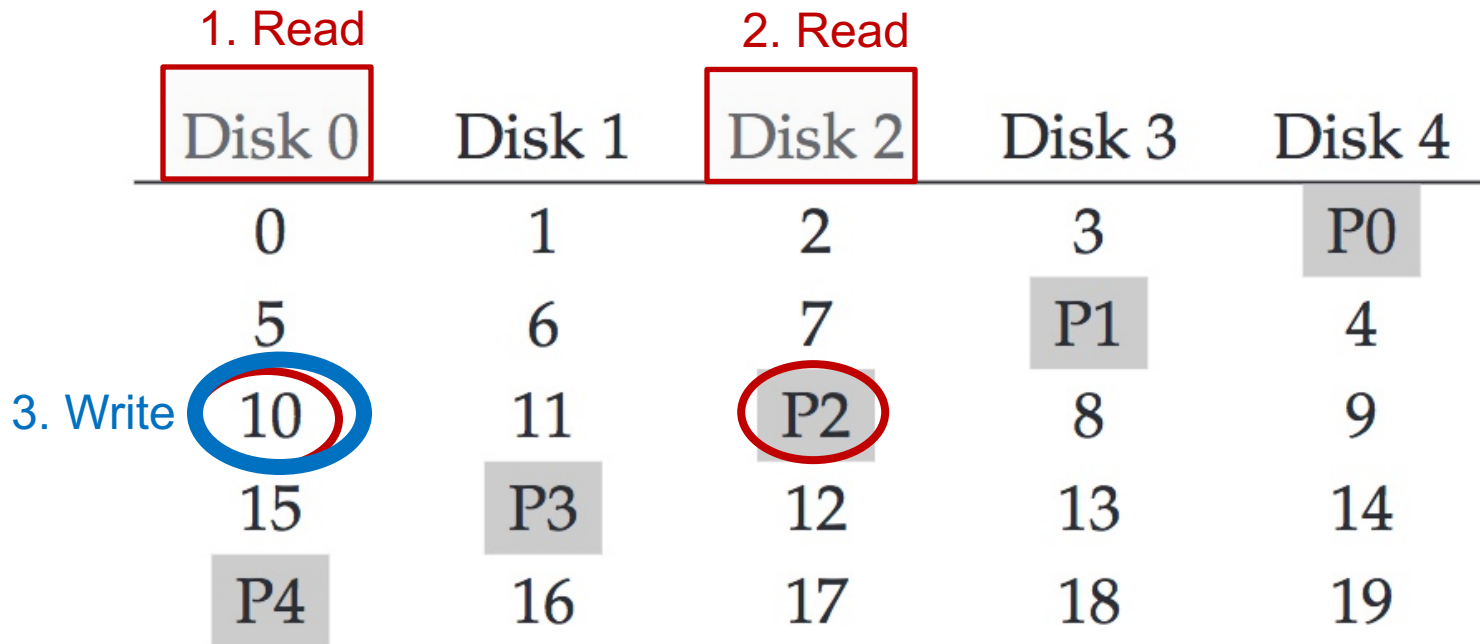 1. Read 2. Read
Disk 0 Disk 1 Disk 2 Disk 3 Disk 4
0 1 2 3 P0
5 6 7 P1 4
3. Write 10 11 P2 8 9
15 P3 12 13 14
P4 16 17 18 19